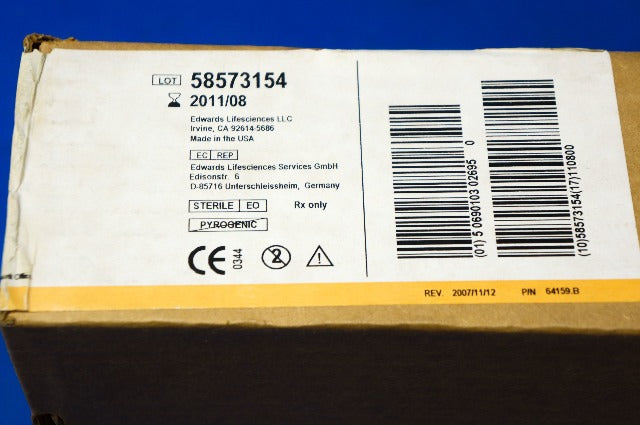 LOT 58573154
2011/08
Edwards Lifesciences LLC
Irvine, CA 92614-5686
Made in the USA
EC REP
Edwards Lifesciences Services GmbH
Edisonstr. 6
D-85716 Unterschleissheim, Germany
STERILE EO Rx only
PYROGENIC
CE 0344
2
(01) 5 0690103 02695 0
(10)58573154(17)110800
REV. 2007/11/12 P/N 64159.B